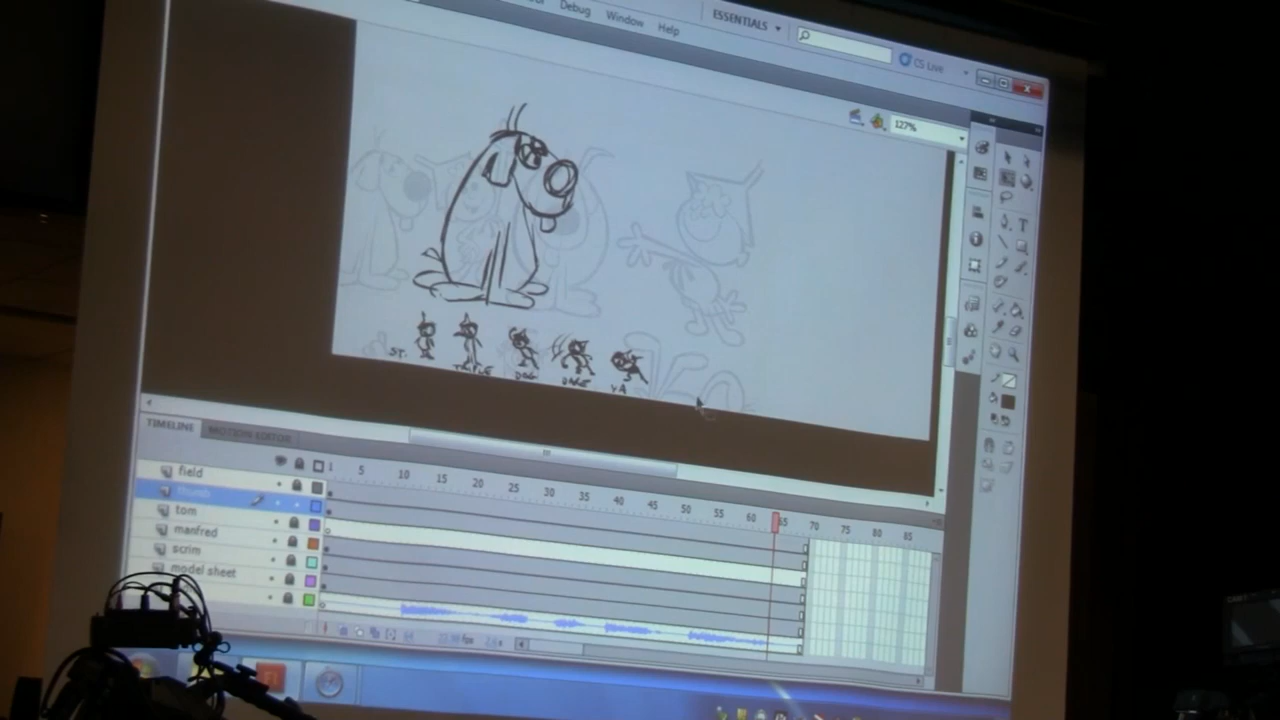 Debug Window Help
ESSENTIALS
CS Live
127%
ST.
TIMELINE MOTION EDITOR
1 5 10 15 20 25 30 35 40 45 50 55 60 65 70 75 80 85
field
tom
manfred
scrim
model sheet